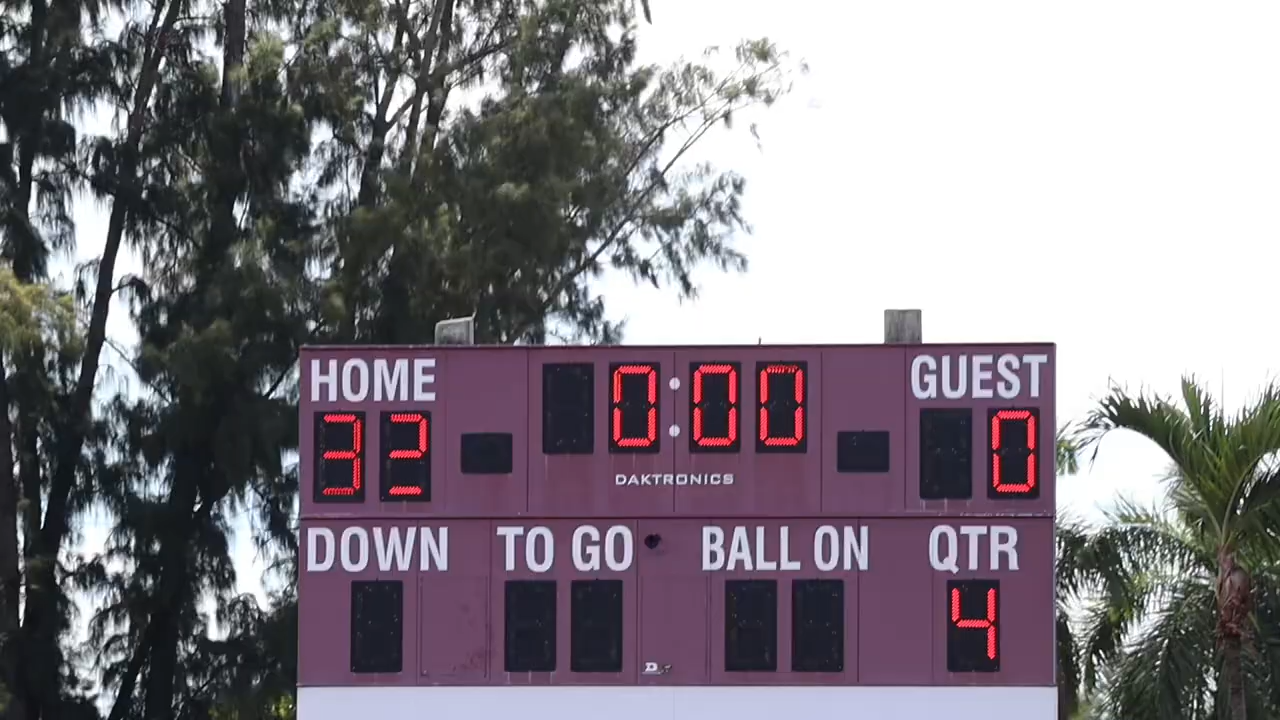 HOME 0:00 GUEST
32 0
DAKTRONICS
DOWN TO GO BALL ON QTR
4